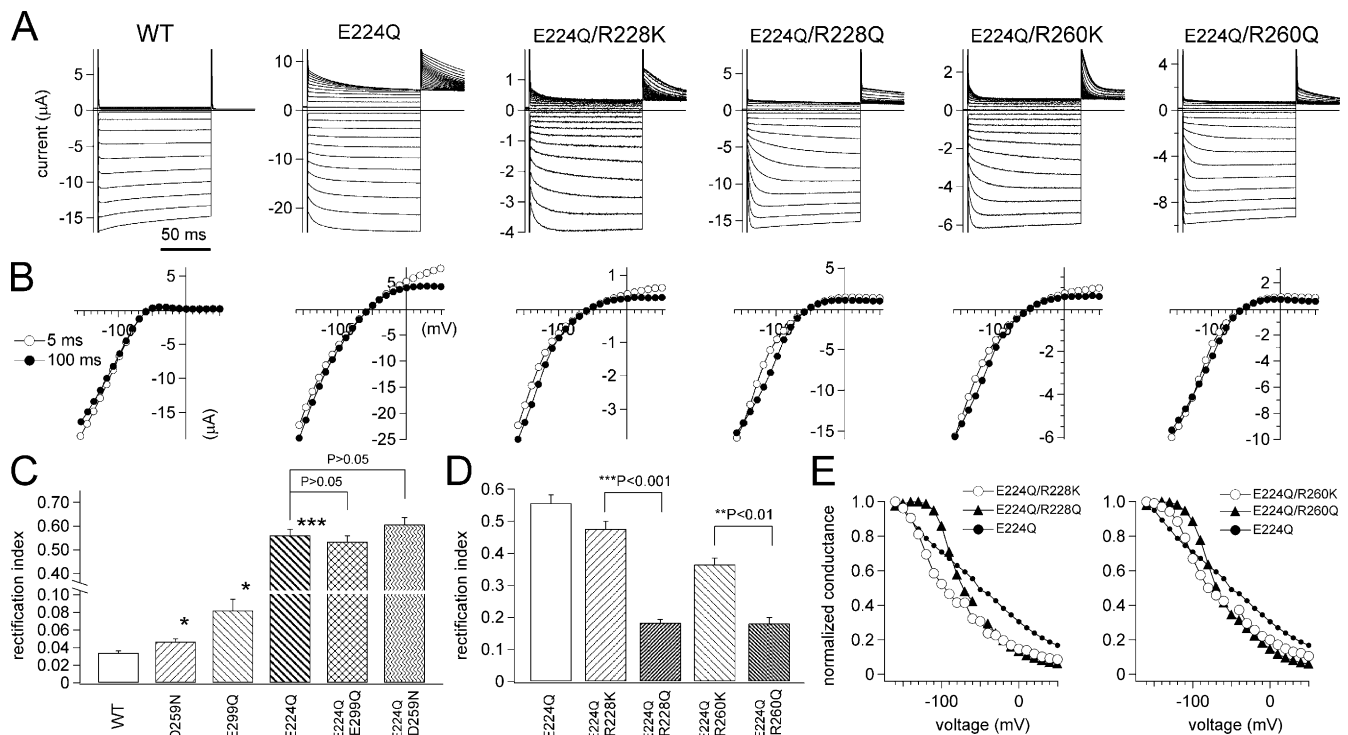 A
WT
E224Q
E224Q/R228K
E224Q/R228Q
E224Q/R260K
E224Q/R260Q
current (μA)
0
-5
-10
-15
10
0
-10
-20
1
0
-1
-2
-3
-4
5
0
-5
-10
-15
2
0
-2
-4
-6
4
0
-4
-8
50 ms
B
5 ms
100 ms
-100
5
-5
-10
-15
(μA)
-100
(mV)
5
-5
-10
-15
-20
-25
-100
1
-1
-2
-3
-100
5
-5
-10
-15
-100
-2
-4
-6
-100
2
-2
-4
-6
-8
-10
C
P>0.05
P>0.05
***
*
*
rectification index
0.70
0.60
0.50
0.40
0.10
0.08
0.06
0.04
0.02
0
WT
D259N
E299Q
E224Q
E224Q
E299Q
E224Q
D259N
D
***P<0.001
**P<0.01
rectification index
0.6
0.5
0.4
0.3
0.2
0.1
0
E224Q
E224Q
R228K
E224Q
R228Q
E224Q
R260K
E224Q
R260Q
E
E224Q/R228K
E224Q/R228Q
E224Q
normalized conductance
1.0
0.8
0.6
0.4
0.2
0
-100
0
voltage (mV)
E224Q/R260K
E224Q/R260Q
E224Q
1.0
0.8
0.6
0.4
0.2
0
-100
0
voltage (mV)